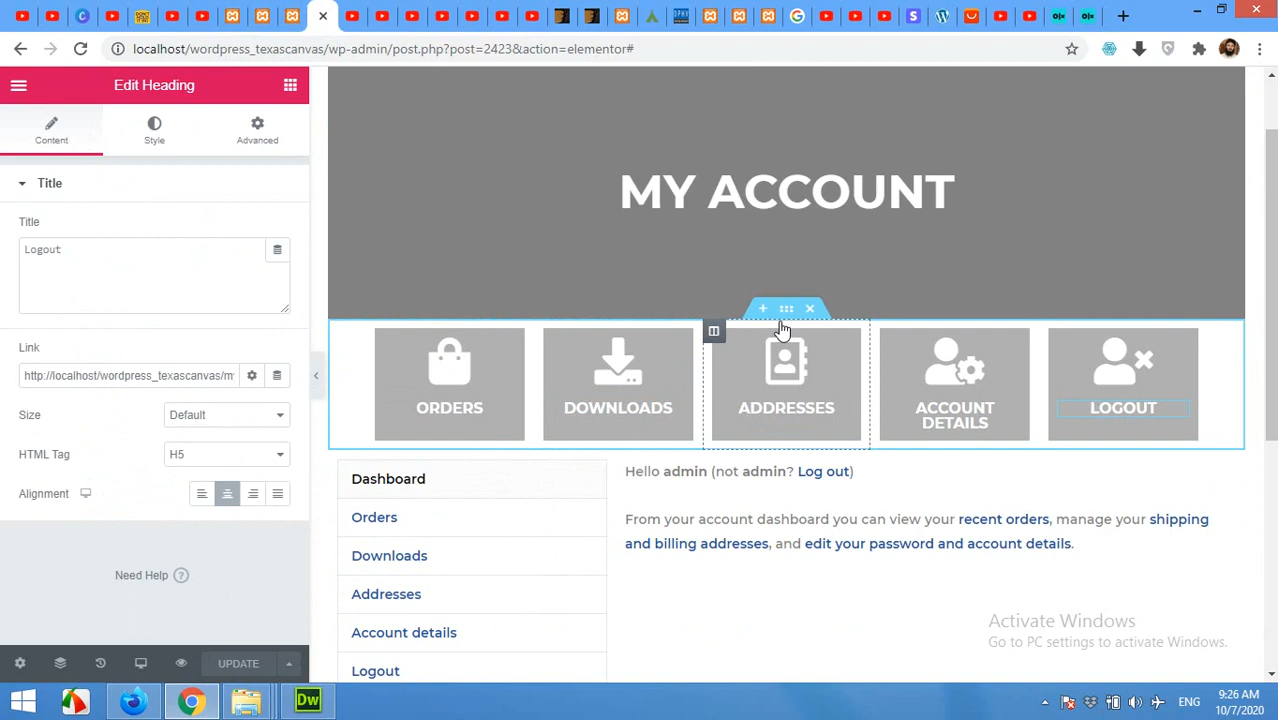 localhost/wordpress_texascanvas/wp-admin/post.php?post=2423&action=elementor#
Edit Heading
Content
Style
Advanced
Title
Title
Logout
Link
http://localhost/wordpress_texascanvas/my
Size
Default
HTML Tag
H5
Alignment
Need Help ?
UPDATE
MY ACCOUNT
ORDERS
DOWNLOADS
ADDRESSES
ACCOUNT
DETAILS
LOGOUT
Dashboard
Orders
Downloads
Addresses
Account details
Logout
Hello admin (not admin? Log out)
From your account dashboard you can view your recent orders, manage your shipping
and billing addresses, and edit your password and account details.
Activate Windows
Go to PC settings to activate Windows.
Dw
ENG
9:26 AM
10/7/2020